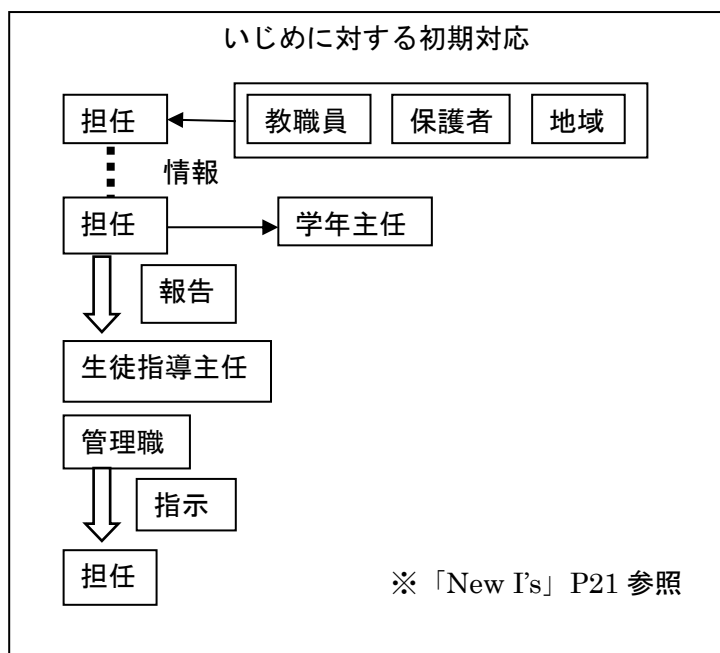 いじめに対する初期対応
担任
教職員 保護者 地域
情報
担任
学年主任
報告
生徒指導主任
管理職
指示
担任
※「New I's」P21 参照